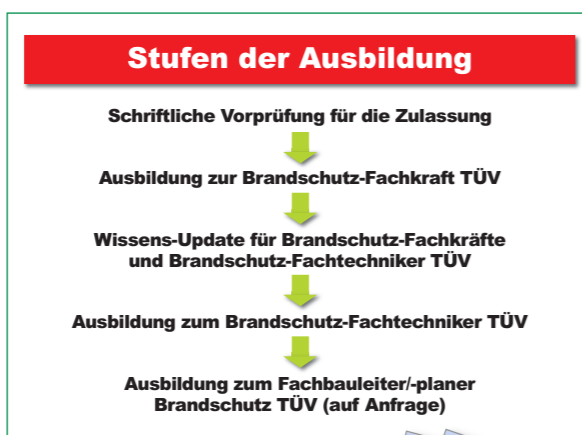 Stufen der Ausbildung
Schriftliche Vorprüfung für die Zulassung
Ausbildung zur Brandschutz-Fachkraft TÜV
Wissens-Update für Brandschutz-Fachkräfte
und Brandschutz-Fachtechniker TÜV
Ausbildung zum Brandschutz-Fachtechniker TÜV
Ausbildung zum Fachbauleiter/-planer
Brandschutz TÜV (auf Anfrage)